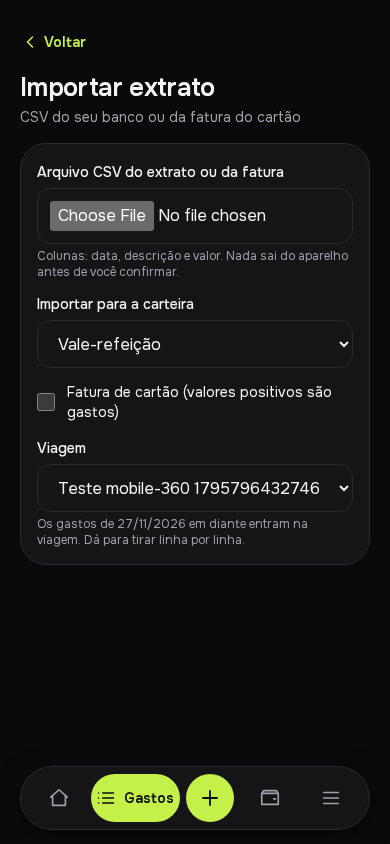 Voltar
Importar extrato
CSV do seu banco ou da fatura do cartão
Arquivo CSV do extrato ou da fatura
Choose File No file chosen
Colunas: data, descrição e valor. Nada sai do aparelho
antes de você confirmar.
Importar para a carteira
Vale-refeição
Fatura de cartão (valores positivos são
gastos)
Viagem
Teste mobile-360 1795796432746
Os gastos de 27/11/2026 em diante entram na
viagem. Dá para tirar linha por linha.
Gastos